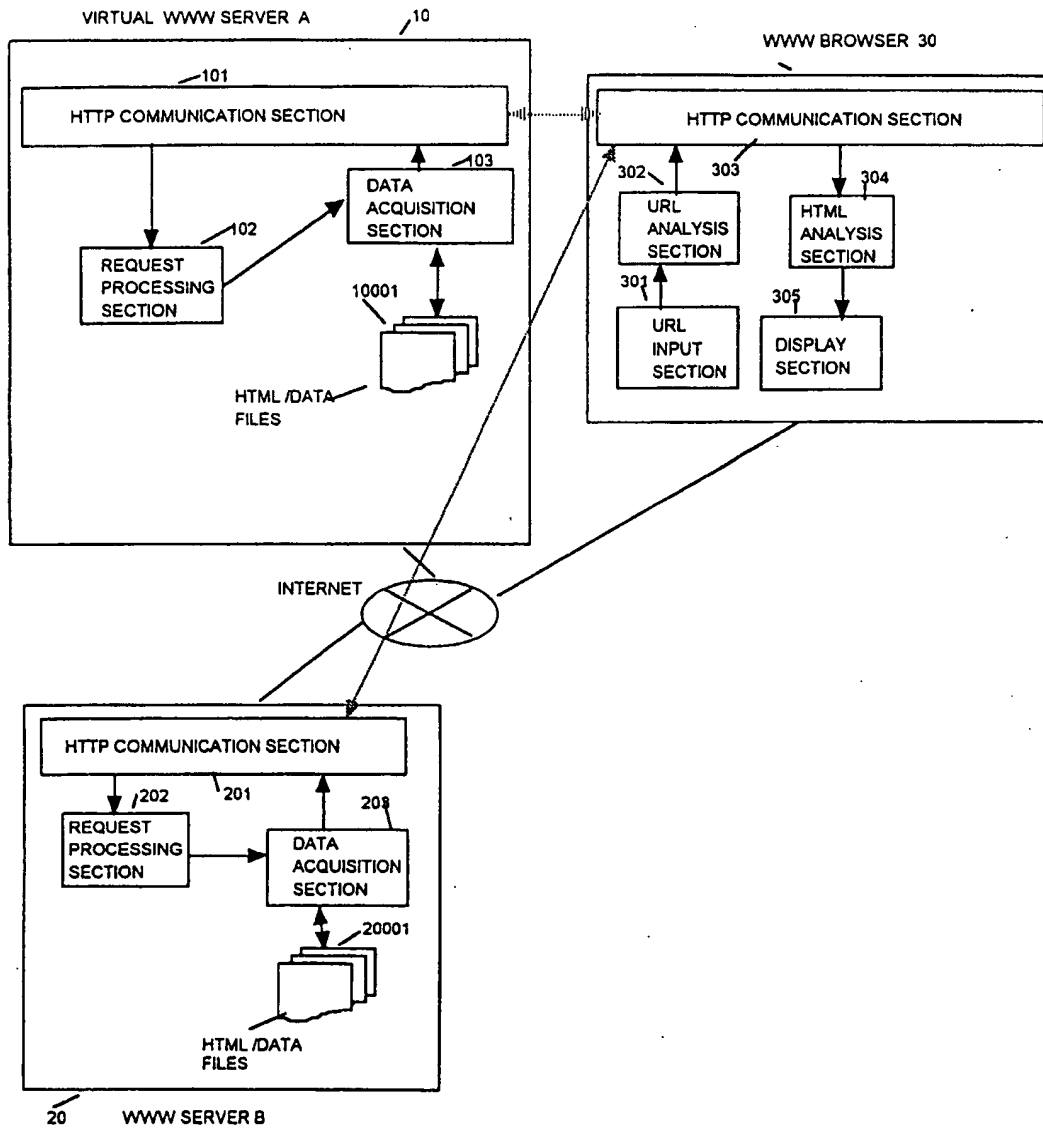 VIRTUAL WWW SERVER A
10
101
HTTP COMMUNICATION SECTION
103
DATA
ACQUISITION
SECTION
102
REQUEST
PROCESSING
SECTION
10001
HTML /DATA
FILES
WWW BROWSER 30
HTTP COMMUNICATION SECTION
303
302
URL
ANALYSIS
SECTION
304
HTML
ANALYSIS
SECTION
301
URL
INPUT
SECTION
305
DISPLAY
SECTION
INTERNET
HTTP COMMUNICATION SECTION
201
202
REQUEST
PROCESSING
SECTION
203
DATA
ACQUISITION
SECTION
20001
HTML /DATA
FILES
20
WWW SERVER B